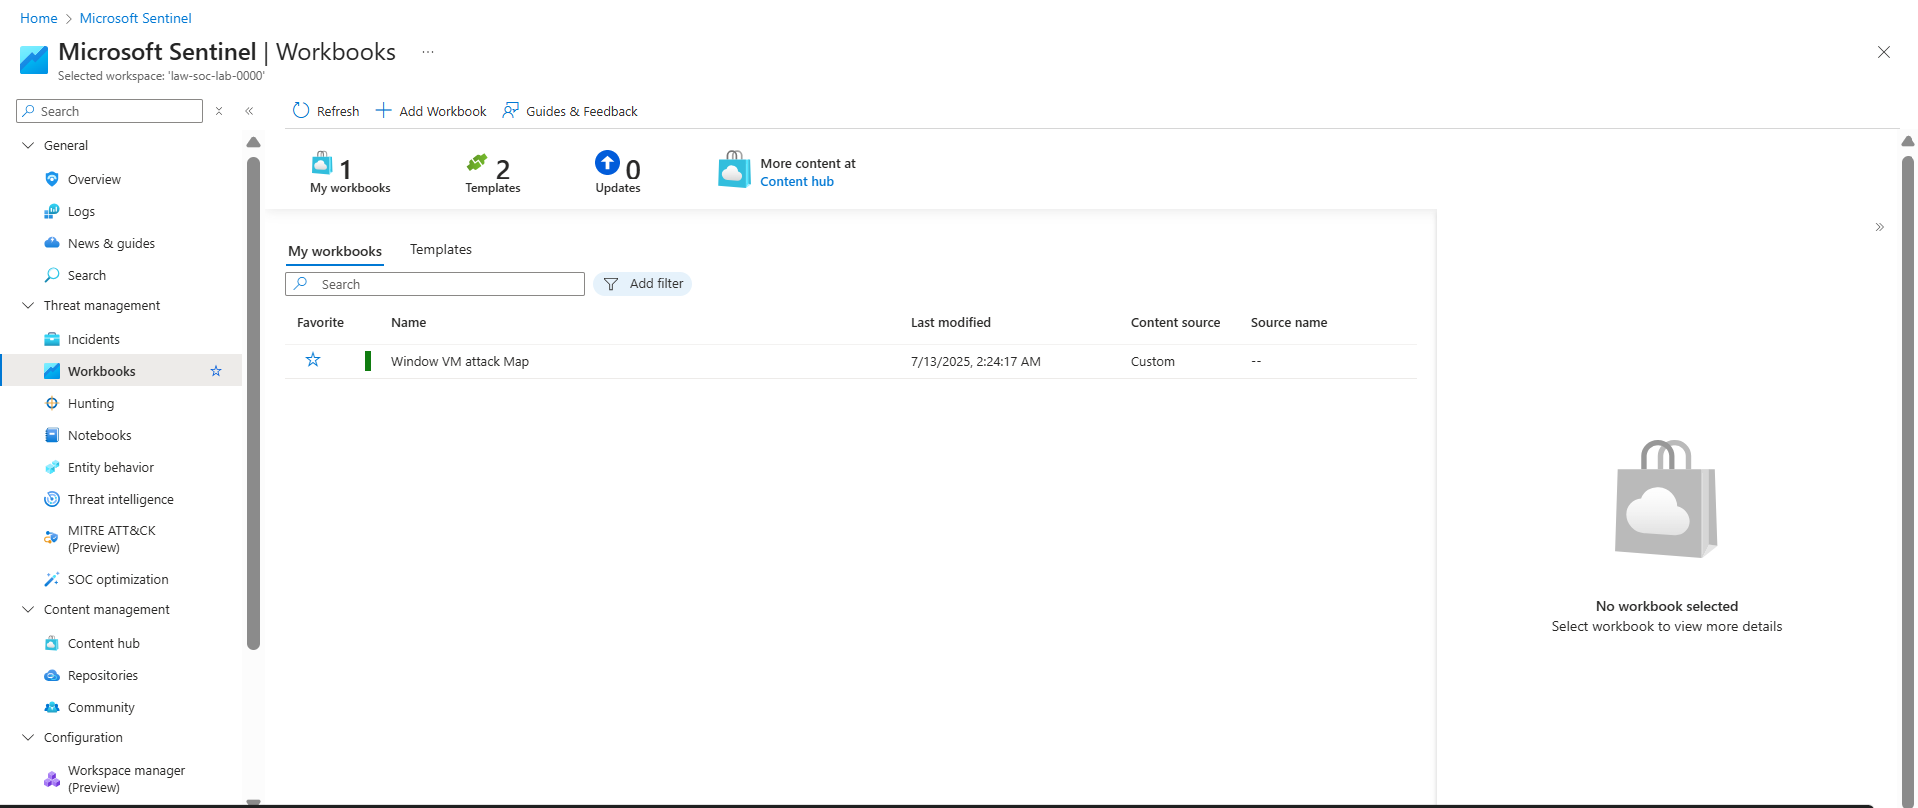 Home > Microsoft Sentinel
Microsoft Sentinel | Workbooks ...
Selected workspace: 'law-soc-lab-0000'
Search
Refresh
Add Workbook
Guides & Feedback
General
Overview
Logs
News & guides
Search
Threat management
Incidents
Workbooks
Hunting
Notebooks
Entity behavior
Threat intelligence
MITRE ATT&CK
(Preview)
SOC optimization
Content management
Content hub
Repositories
Community
Configuration
Workspace manager
(Preview)
1
My workbooks
2
Templates
0
Updates
More content at
Content hub
My workbooks
Templates
Search
Add filter
Favorite Name Last modified Content source Source name
Window VM attack Map 7/13/2025, 2:24:17 AM Custom --
No workbook selected
Select workbook to view more details